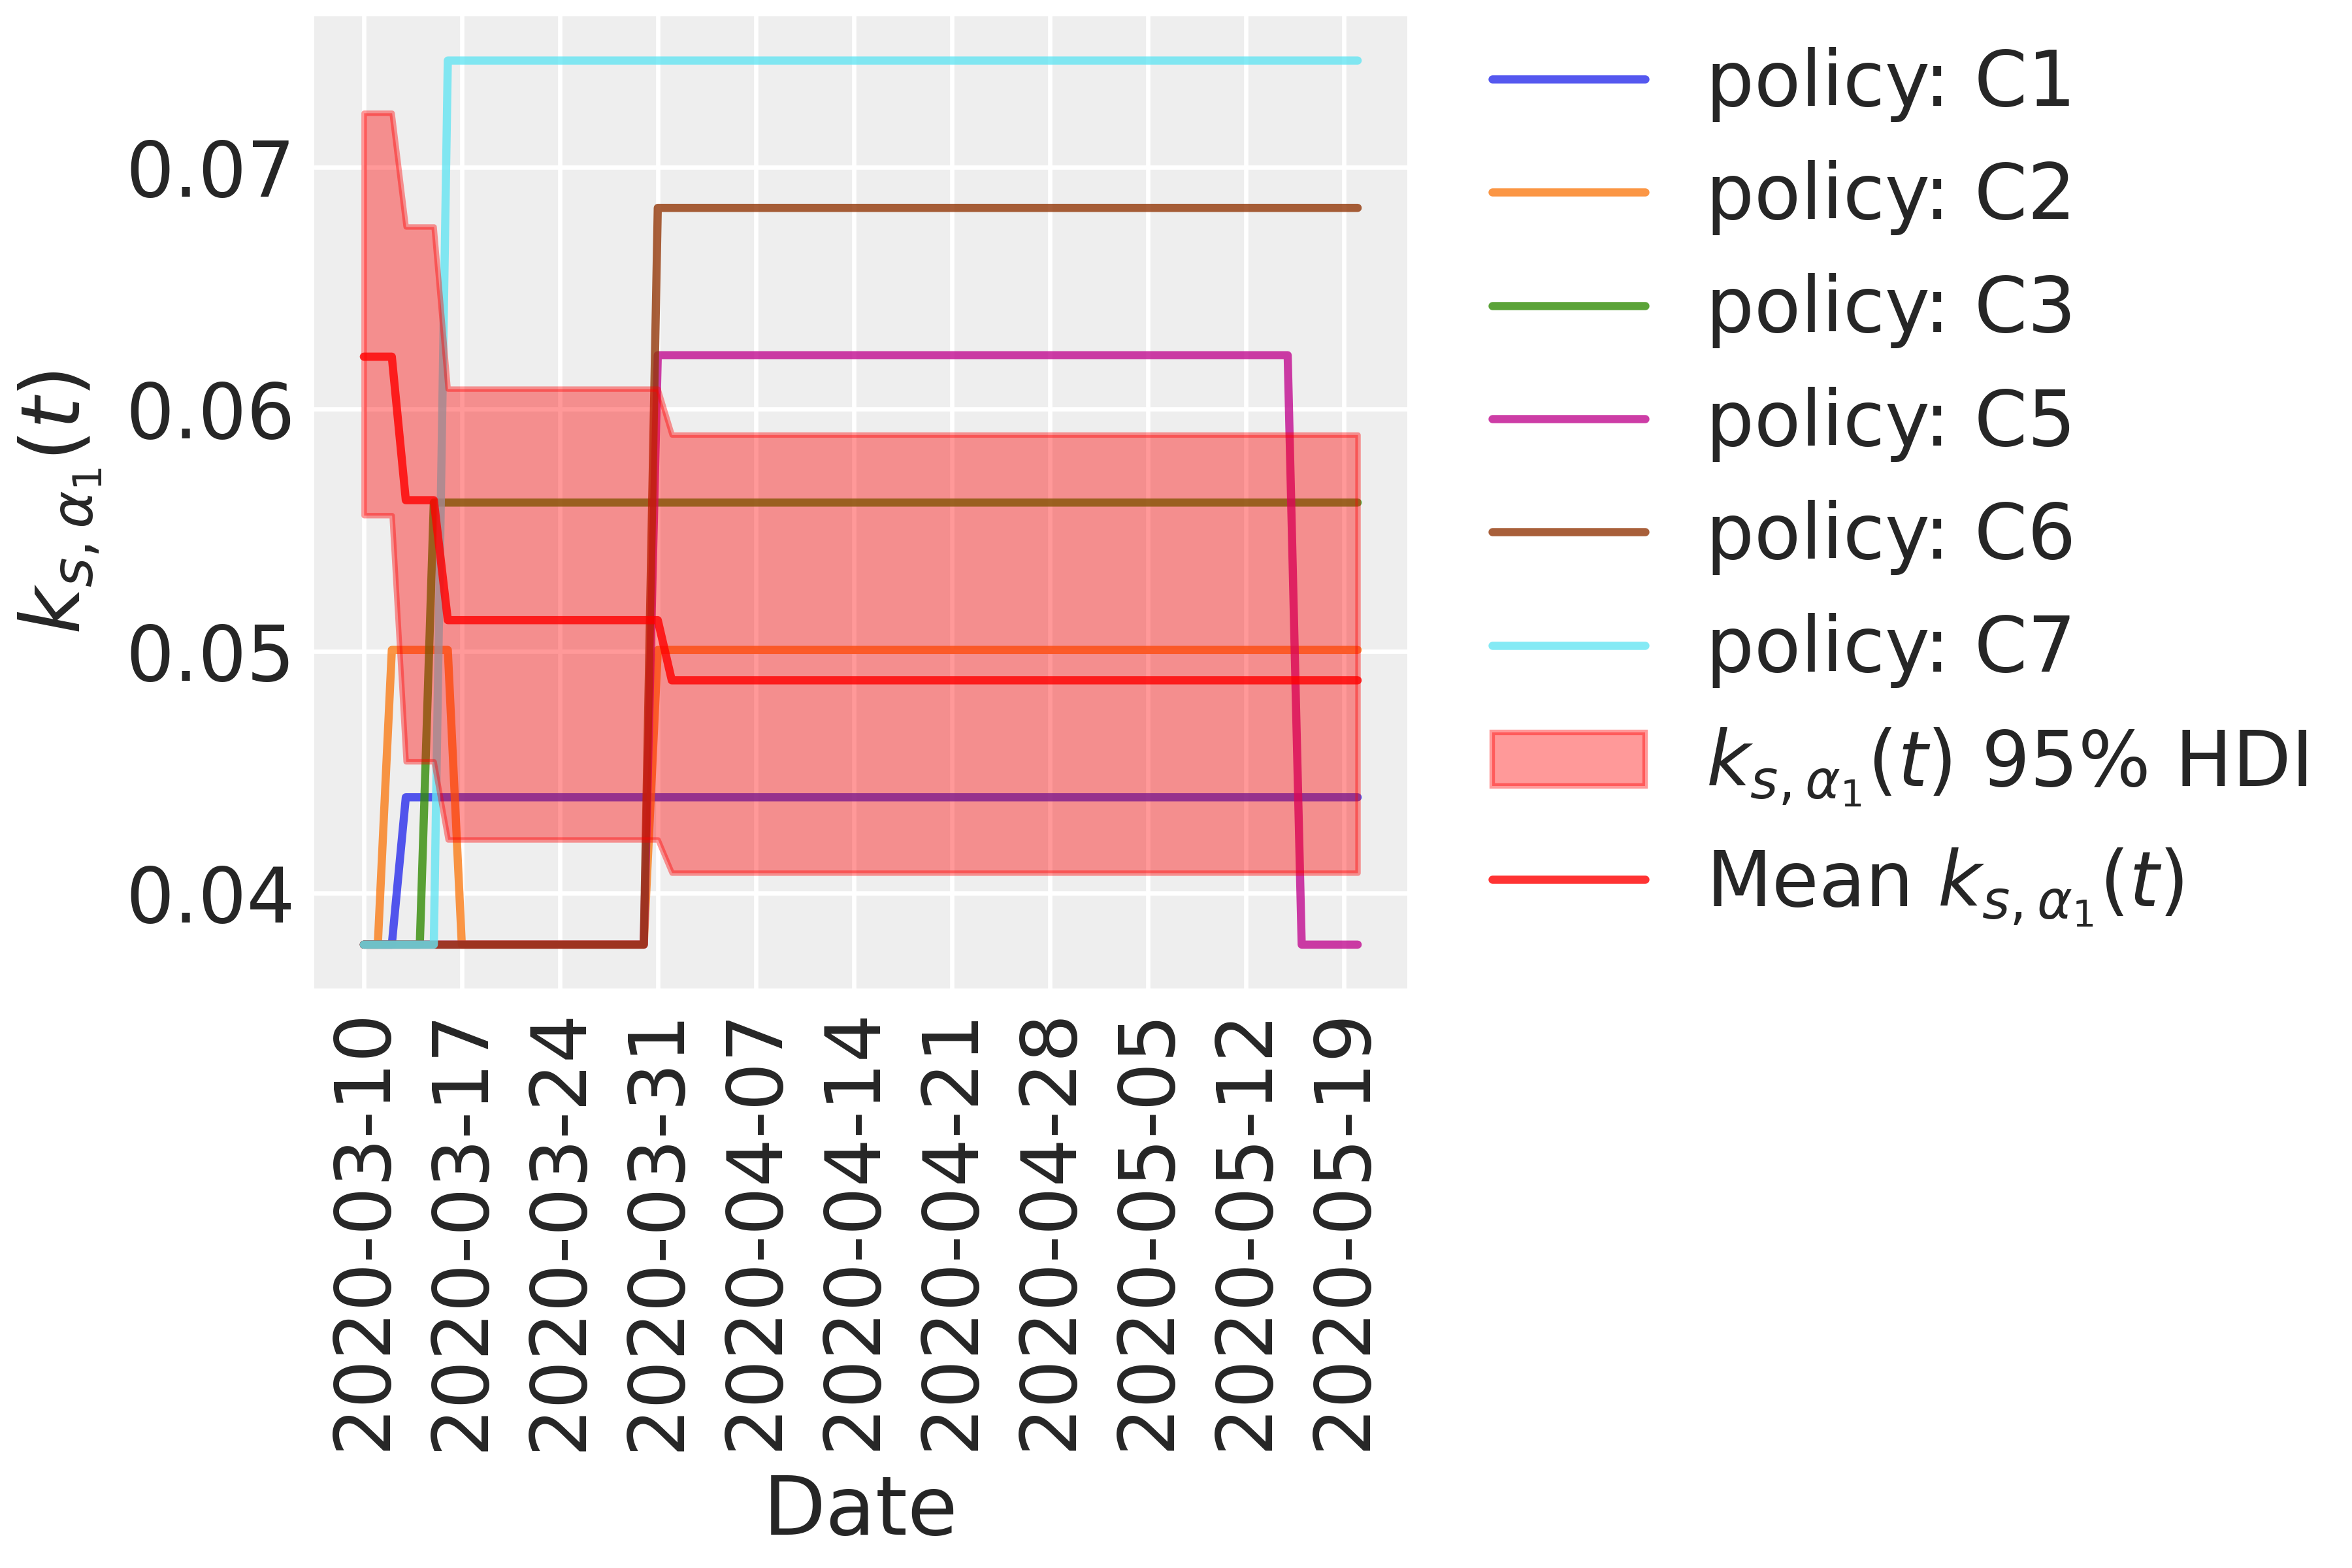 0.07
0.06
0.05
0.04
k_{s, α_1}(t)
2020-03-10
2020-03-17
2020-03-24
2020-03-31
2020-04-07
2020-04-14
2020-04-21
2020-04-28
2020-05-05
2020-05-12
2020-05-19
Date
policy: C1
policy: C2
policy: C3
policy: C5
policy: C6
policy: C7
k_{s, α_1}(t) 95% HDI
Mean k_{s, α_1}(t)